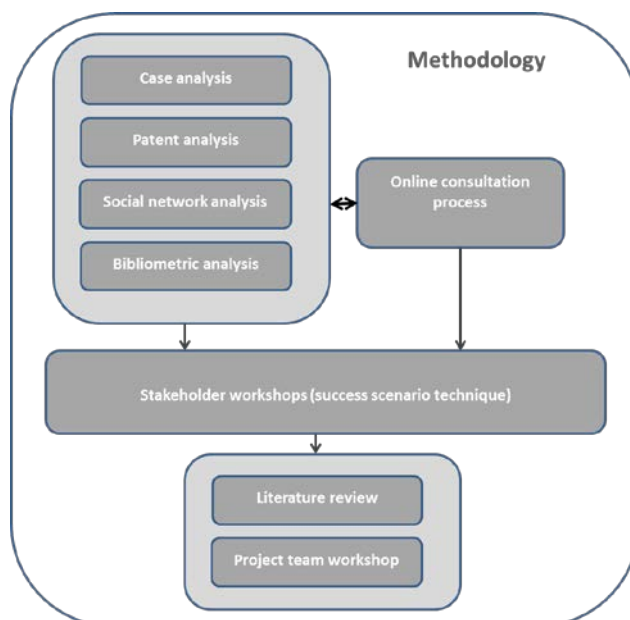 Methodology
Case analysis
Patent analysis
Social network analysis
Bibliometric analysis
Online consultation
process
Stakeholder workshops (success scenario technique)
Literature review
Project team workshop